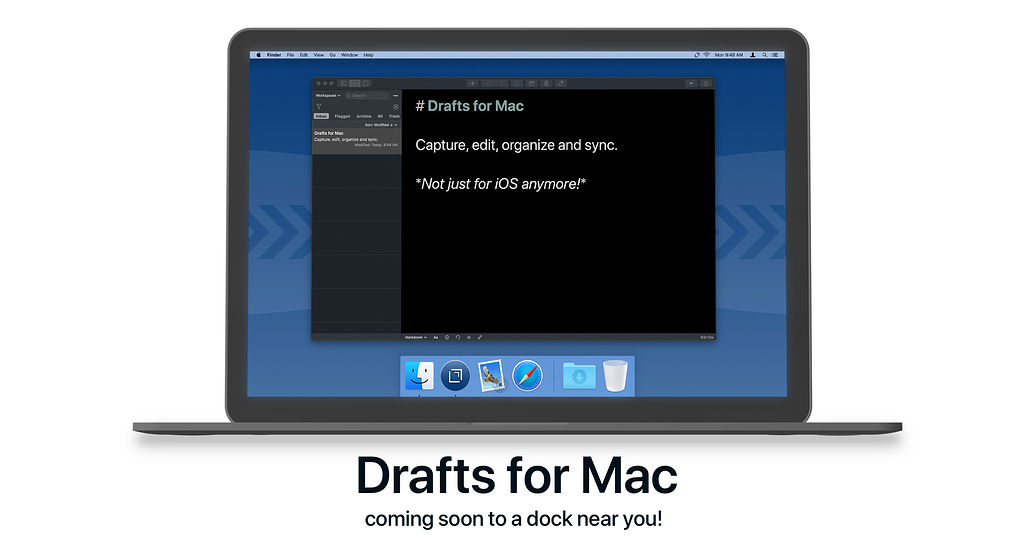 Finder File Edit View Go Window Help
Mon 9:48 AM
Workspaces
Search
Inbox Flagged Archive All Trash
Sort: Modified
Drafts for Mac
Capture, edit, organize and sync.
Modified: Today, 9:48 AM
# Drafts for Mac
Capture, edit, organize and sync.
*Not just for iOS anymore!*
Markdown Aa
Drafts for Mac
coming soon to a dock near you!